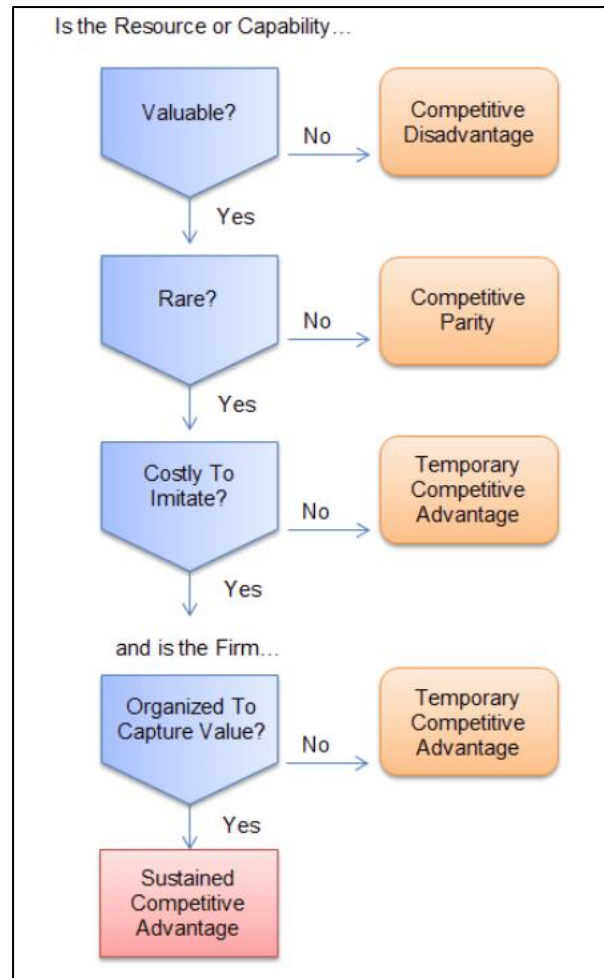 Is the Resource or Capability…
Valuable?
No
Competitive
Disadvantage
Yes
Rare?
No
Competitive
Parity
Yes
Costly To
Imitate?
No
Temporary
Competitive
Advantage
Yes
and is the Firm…
Organized To
Capture Value?
No
Temporary
Competitive
Advantage
Yes
Sustained
Competitive
Advantage